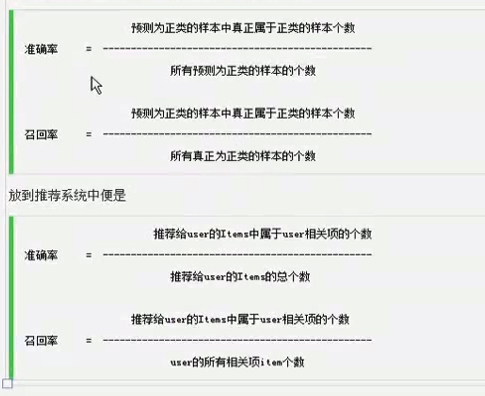 预测为正类的样本中真正属于正类的样本个数
准确率 = ------------------------------------------------
所有预测为正类的样本的个数
预测为正类的样本中真正属于正类的样本个数
召回率 = ------------------------------------------------
所有真正为正类的样本的个数
放到推荐系统中便是
推荐给user的Items中属于user相关项的个数
准确率 = ------------------------------------------------
推荐给user的Items的总个数
推荐给user的Items中属于user相关项的个数
召回率 = ------------------------------------------------
user的所有相关项item个数